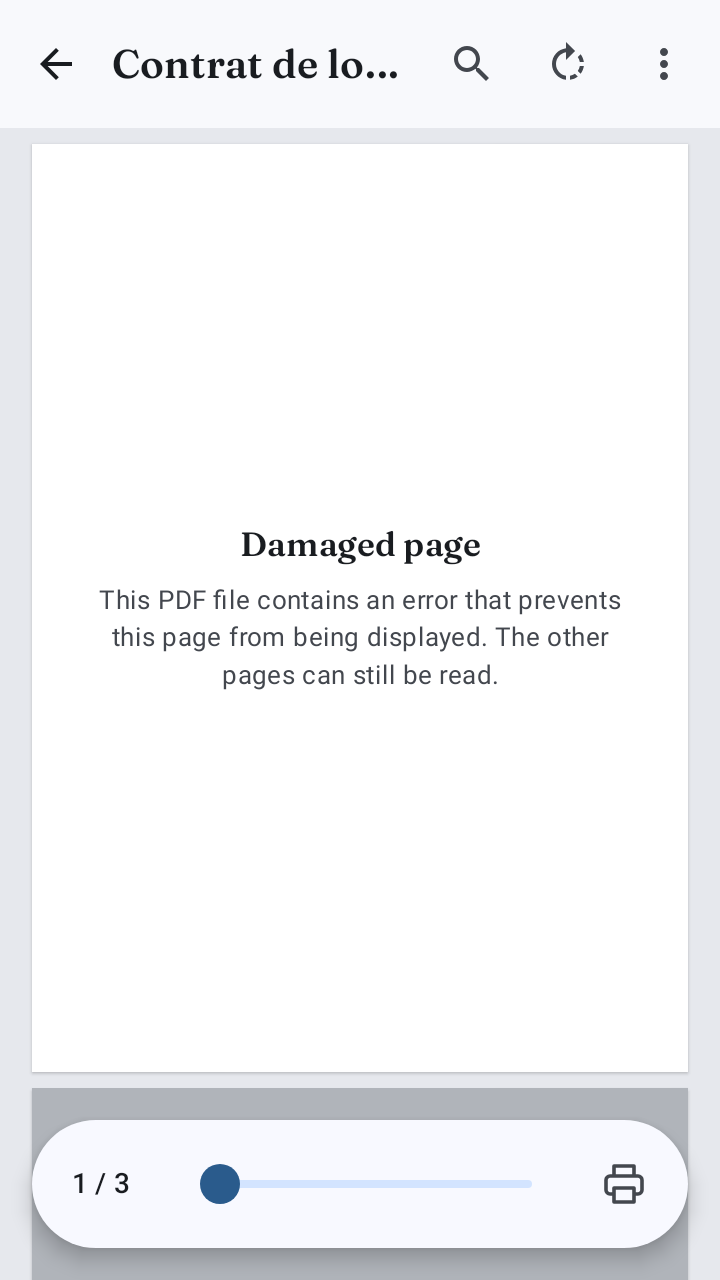 Contrat de lo...
Damaged page
This PDF file contains an error that prevents
this page from being displayed. The other
pages can still be read.
1 / 3